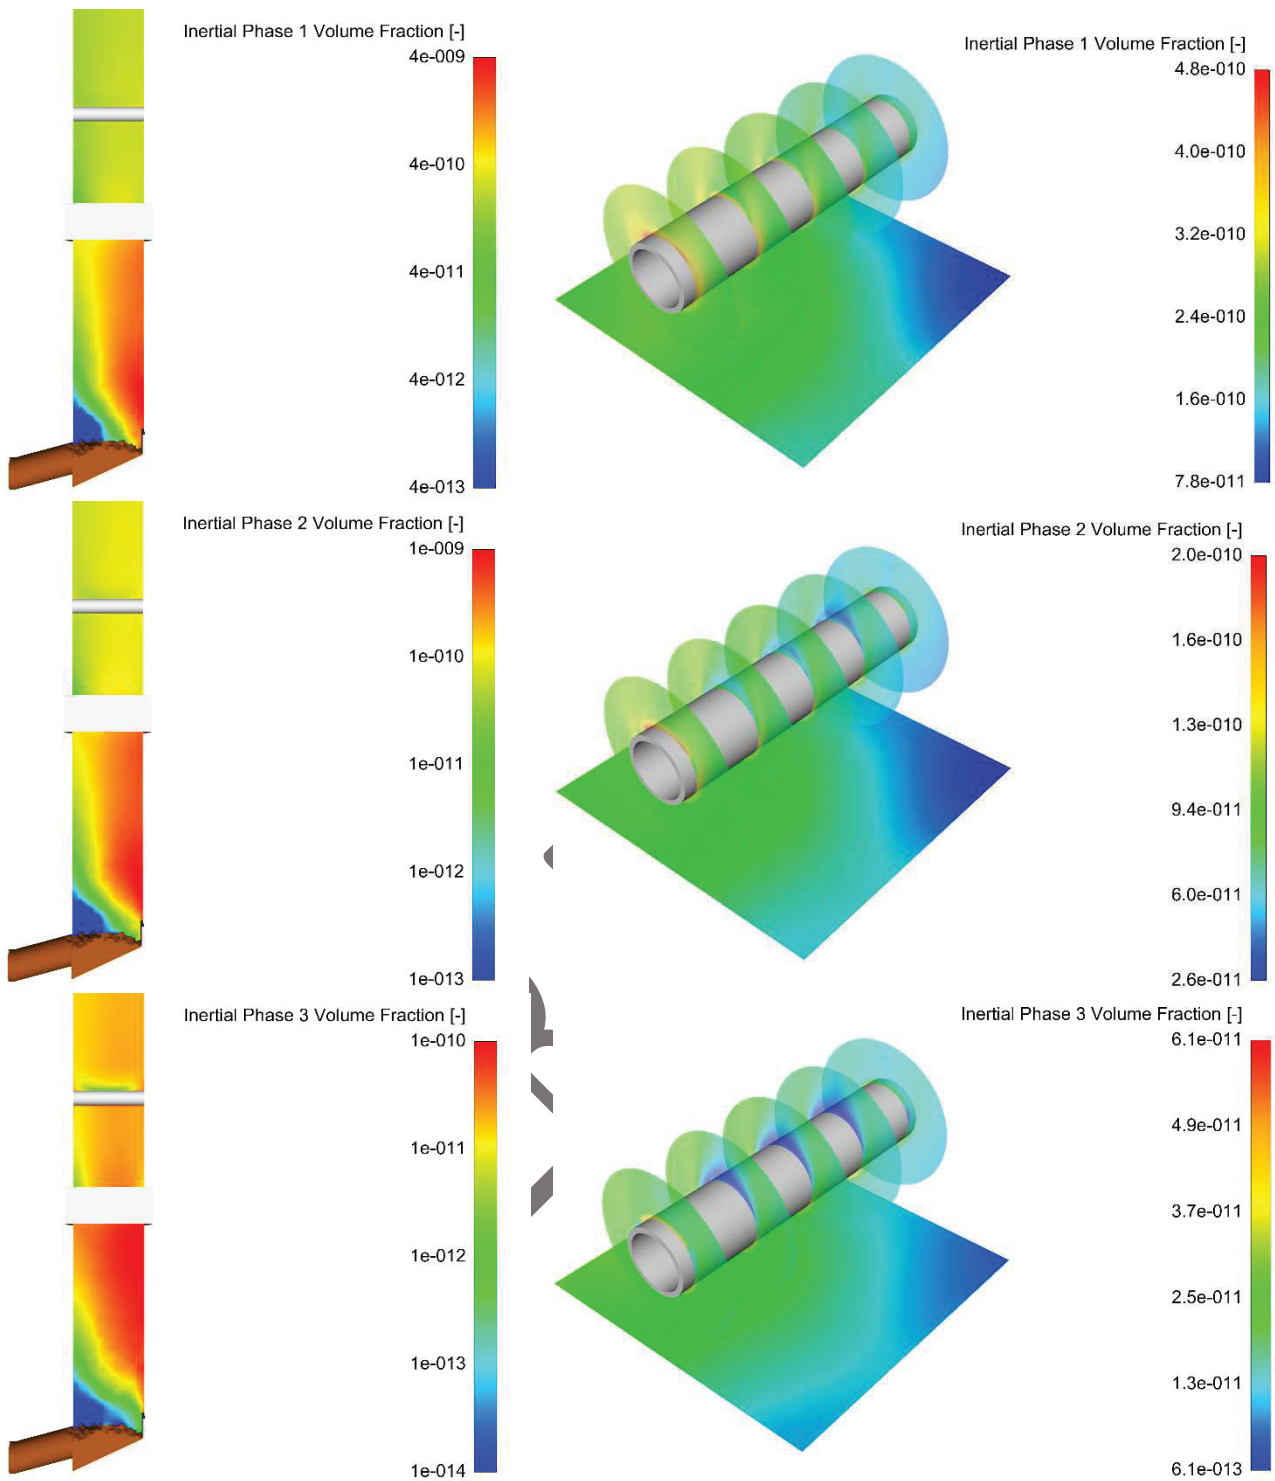 Inertial Phase 1 Volume Fraction [-]
4e-009
4e-010
4e-011
4e-012
4e-013
Inertial Phase 1 Volume Fraction [-]
4.8e-010
4.0e-010
3.2e-010
2.4e-010
1.6e-010
7.8e-011
Inertial Phase 2 Volume Fraction [-]
1e-009
1e-010
1e-011
1e-012
1e-013
Inertial Phase 2 Volume Fraction [-]
2.0e-010
1.6e-010
1.3e-010
9.4e-011
6.0e-011
2.6e-011
Inertial Phase 3 Volume Fraction [-]
1e-010
1e-011
1e-012
1e-013
1e-014
Inertial Phase 3 Volume Fraction [-]
6.1e-011
4.9e-011
3.7e-011
2.5e-011
1.3e-011
6.1e-013